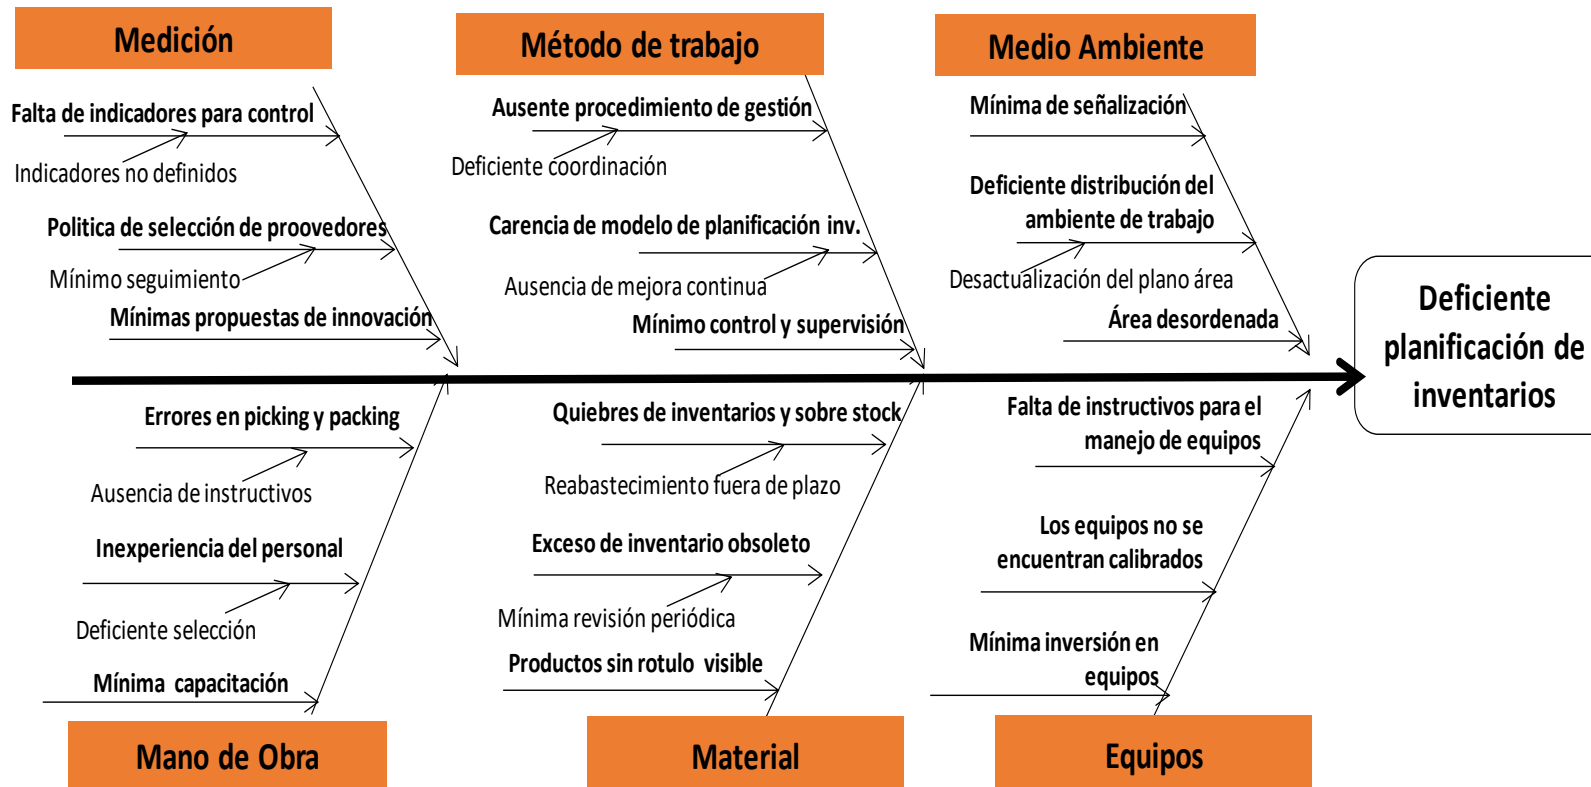 Medición
Método de trabajo
Medio Ambiente
Falta de indicadores para control
Indicadores no definidos
Politica de selección de proovedores
Mínimo seguimiento
Mínimas propuestas de innovación
Ausente procedimiento de gestión
Deficiente coordinación
Carencia de modelo de planificación inv.
Ausencia de mejora continua
Mínimo control y supervisión
Mínima de señalización
Deficiente distribución del
ambiente de trabajo
Desactualización del plano área
Área desordenada
Deficiente
planificación de
inventarios
Errores en picking y packing
Ausencia de instructivos
Inexperiencia del personal
Deficiente selección
Mínima capacitación
Quiebres de inventarios y sobre stock
Reabastecimiento fuera de plazo
Exceso de inventario obsoleto
Mínima revisión periódica
Productos sin rotulo visible
Falta de instructivos para el
manejo de equipos
Los equipos no se
encuentran calibrados
Mínima inversión en
equipos
Mano de Obra
Material
Equipos